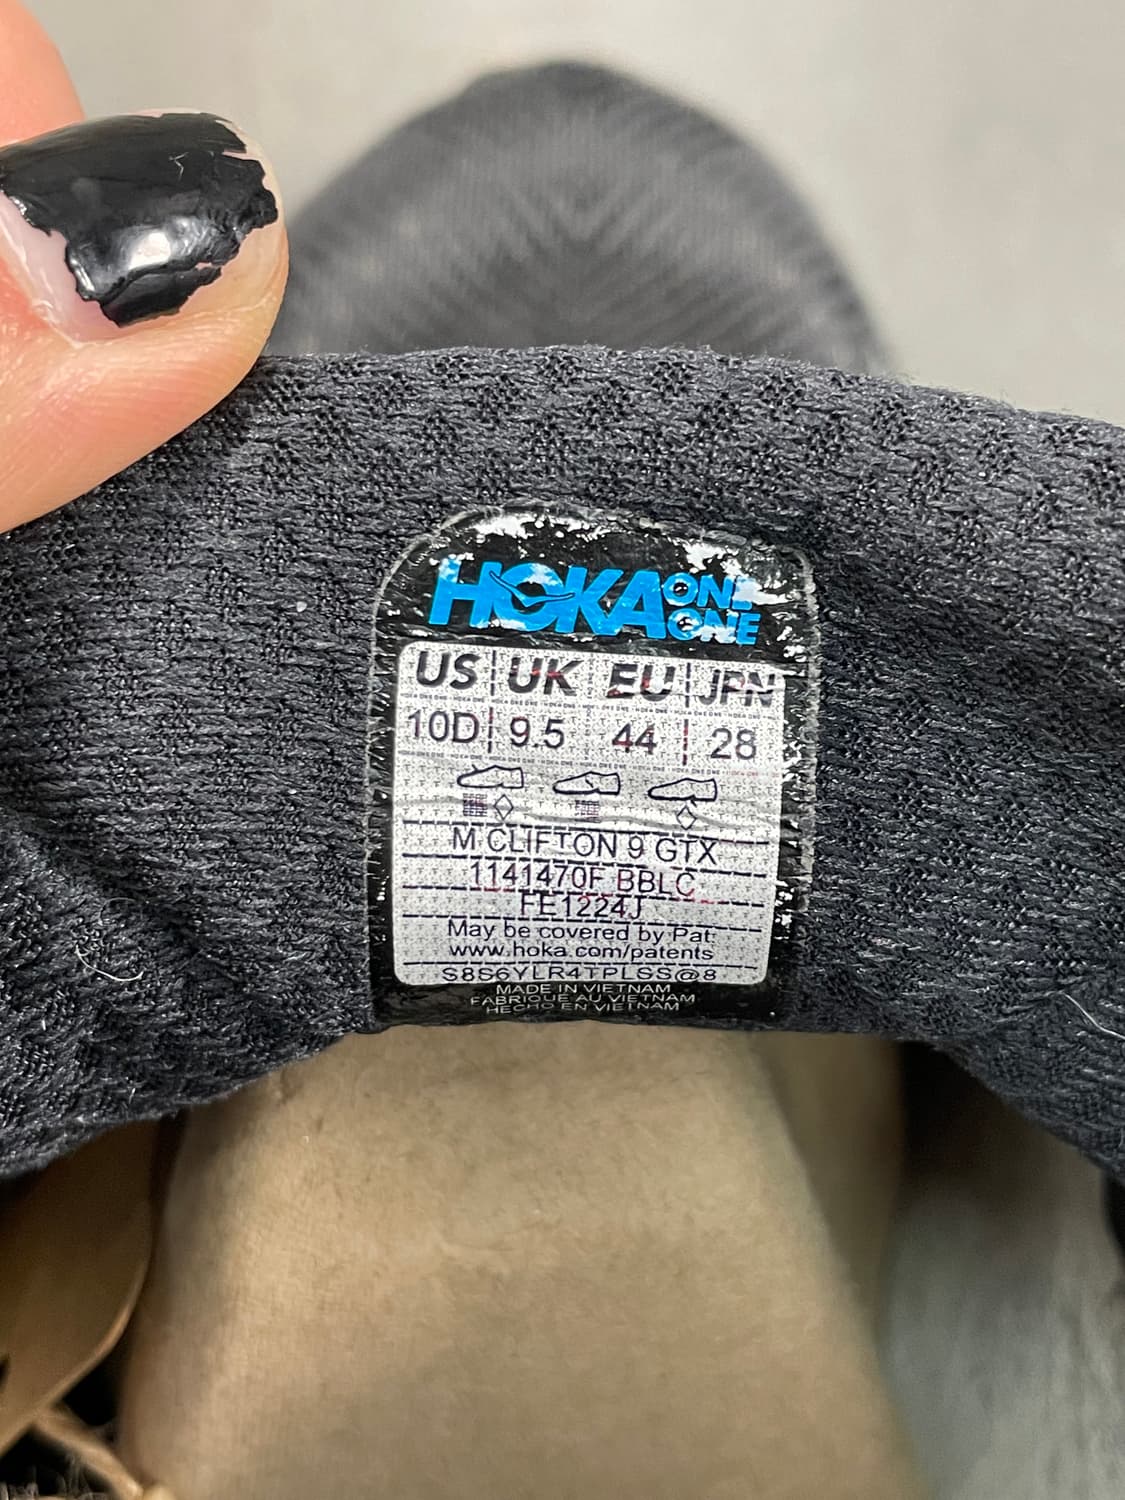 HOKA ONE ONE
US UK EU JPN
10D 9.5 44 28
M CLIFTON 9 GTX
1141470F BBLC
FE1224J
May be covered by Pat:
www.hoka.com/patents
S8S6YLR4TPLSS@8
MADE IN VIETNAM
FABRIQUE AU VIETNAM
HECHO EN VIETNAM